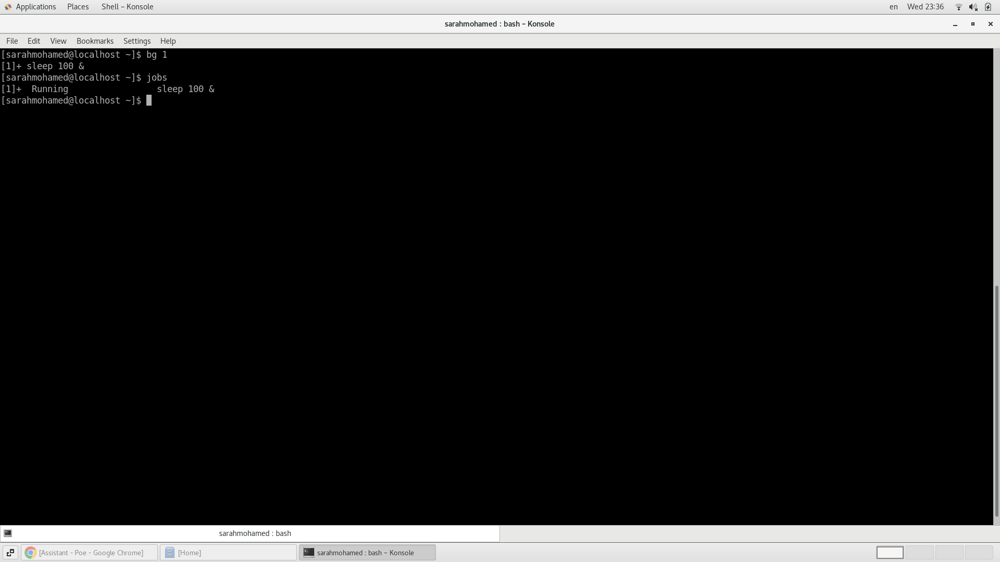 Applications Places Shell – Konsole en Wed 23:36
sarahmohamed : bash – Konsole
File Edit View Bookmarks Settings Help
[sarahmohamed@localhost ~]$ bg 1
[1]+ sleep 100 &
[sarahmohamed@localhost ~]$ jobs
[1]+  Running                 sleep 100 &
[sarahmohamed@localhost ~]$
sarahmohamed : bash
[Assistant - Poe - Google Chrome] [Home] sarahmohamed : bash – Konsole